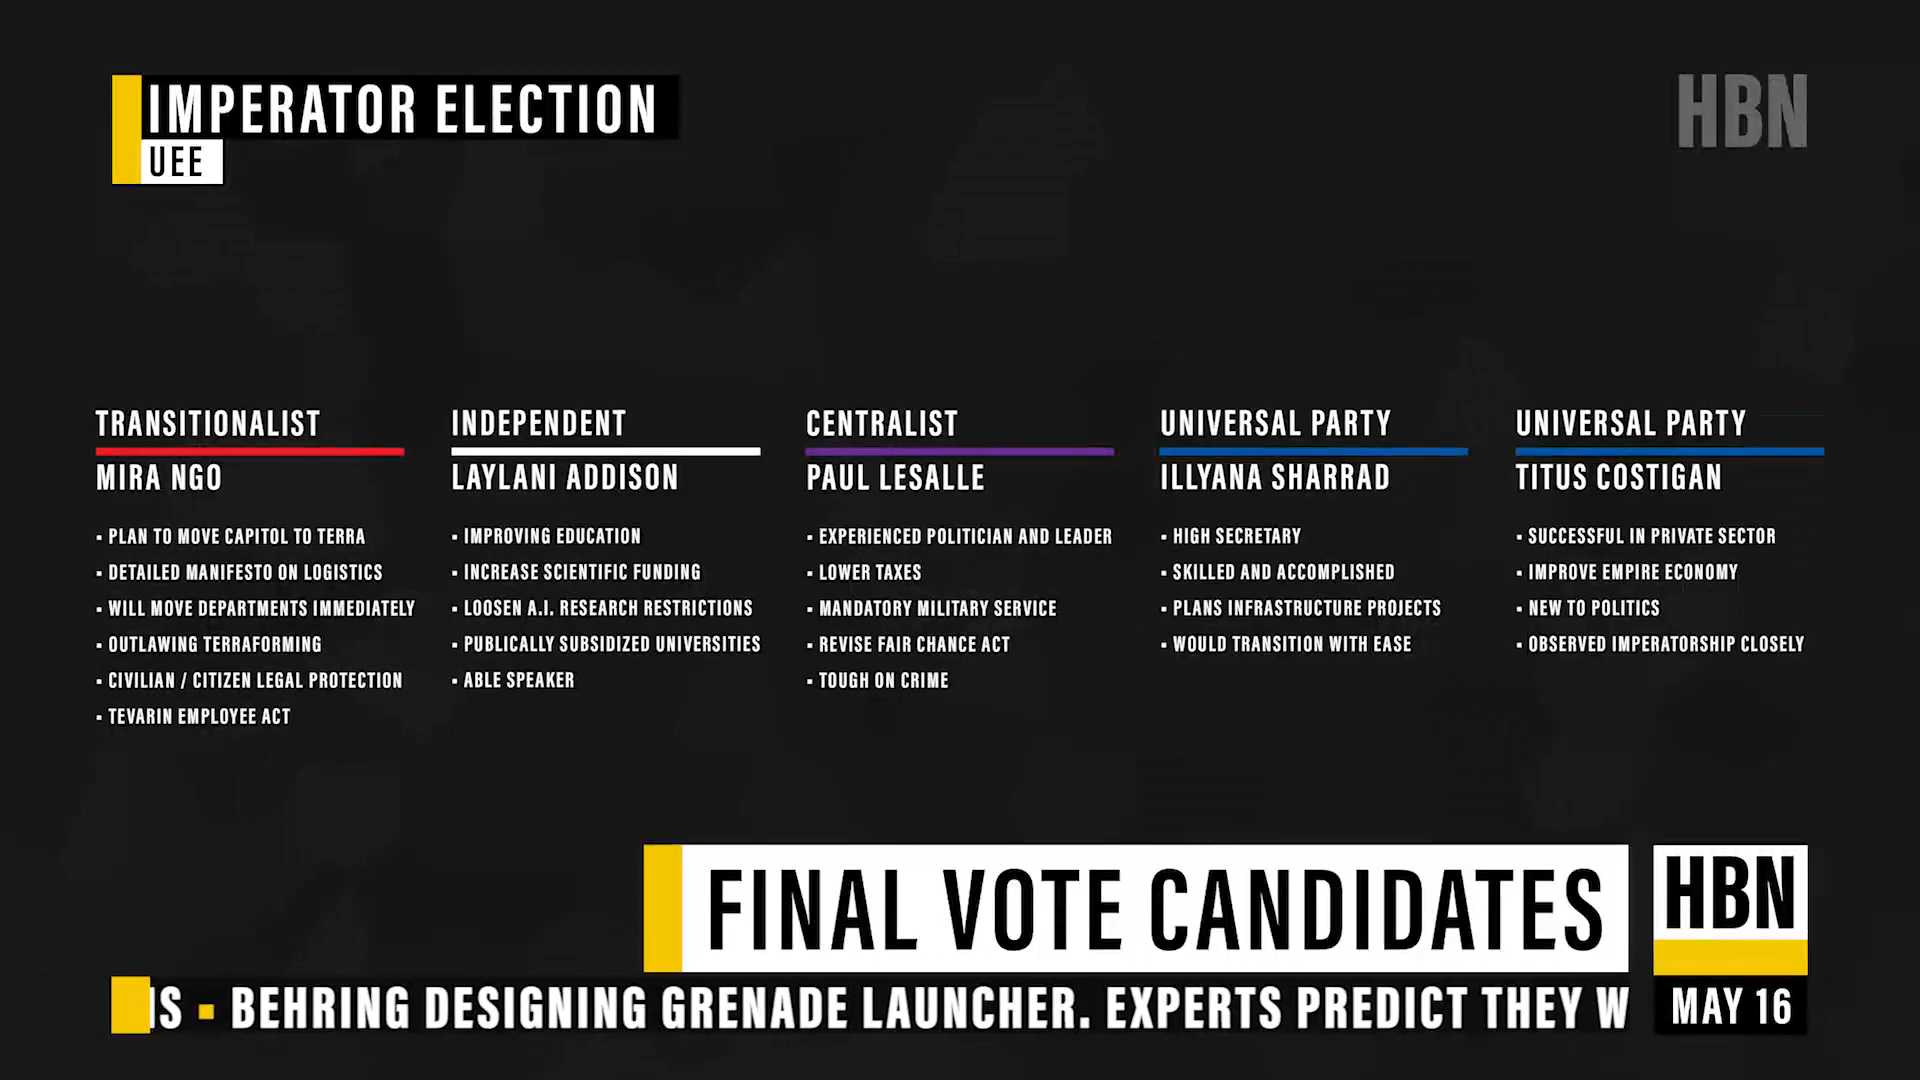 IMPERATOR ELECTION
UEE
HBN
TRANSITIONALIST
MIRA NGO
▪ PLAN TO MOVE CAPITOL TO TERRA
▪ DETAILED MANIFESTO ON LOGISTICS
▪ WILL MOVE DEPARTMENTS IMMEDIATELY
▪ OUTLAWING TERRAFORMING
▪ CIVILIAN / CITIZEN LEGAL PROTECTION
▪ TEVARIN EMPLOYEE ACT
INDEPENDENT
LAYLANI ADDISON
▪ IMPROVING EDUCATION
▪ INCREASE SCIENTIFIC FUNDING
▪ LOOSEN A.I. RESEARCH RESTRICTIONS
▪ PUBLICALLY SUBSIDIZED UNIVERSITIES
▪ ABLE SPEAKER
CENTRALIST
PAUL LESALLE
▪ EXPERIENCED POLITICIAN AND LEADER
▪ LOWER TAXES
▪ MANDATORY MILITARY SERVICE
▪ REVISE FAIR CHANCE ACT
▪ TOUGH ON CRIME
UNIVERSAL PARTY
ILLYANA SHARRAD
▪ HIGH SECRETARY
▪ SKILLED AND ACCOMPLISHED
▪ PLANS INFRASTRUCTURE PROJECTS
▪ WOULD TRANSITION WITH EASE
UNIVERSAL PARTY
TITUS COSTIGAN
▪ SUCCESSFUL IN PRIVATE SECTOR
▪ IMPROVE EMPIRE ECONOMY
▪ NEW TO POLITICS
▪ OBSERVED IMPERATORSHIP CLOSELY
FINAL VOTE CANDIDATES
HBN
S ▪ BEHRING DESIGNING GRENADE LAUNCHER. EXPERTS PREDICT THEY W
MAY 16